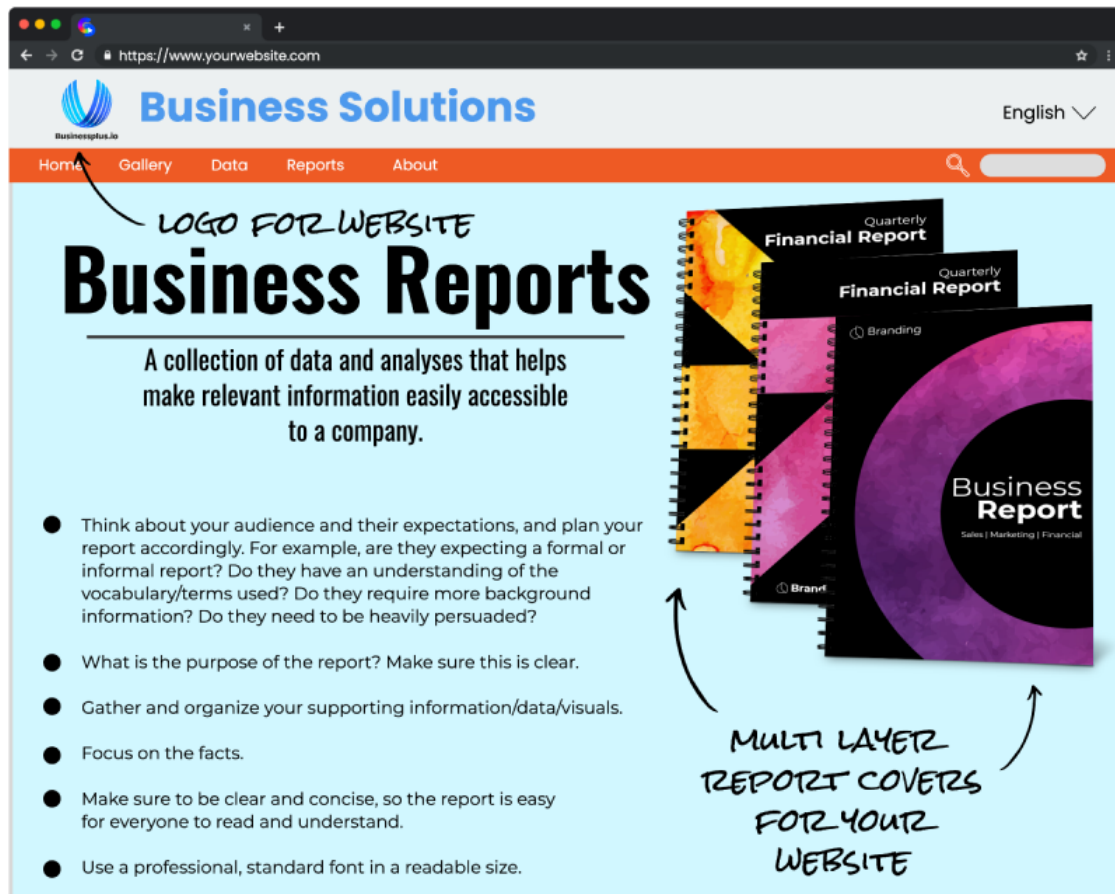 https://www.yourwebsite.com
Businessplus.io
Business Solutions
English
Home Gallery Data Reports About
LOGO FOR WEBSITE
Business Reports
A collection of data and analyses that helps
make relevant information easily accessible
to a company.
Think about your audience and their expectations, and plan your
report accordingly. For example, are they expecting a formal or
informal report? Do they have an understanding of the
vocabulary/terms used? Do they require more background
information? Do they need to be heavily persuaded?
What is the purpose of the report? Make sure this is clear.
Gather and organize your supporting information/data/visuals.
Focus on the facts.
Make sure to be clear and concise, so the report is easy
for everyone to read and understand.
Use a professional, standard font in a readable size.
Quarterly
Financial Report
Quarterly
Financial Report
Brand
Branding
Business
Report
Sales | Marketing | Financial
MULTI LAYER
REPORT COVERS
FOR YOUR
WEBSITE